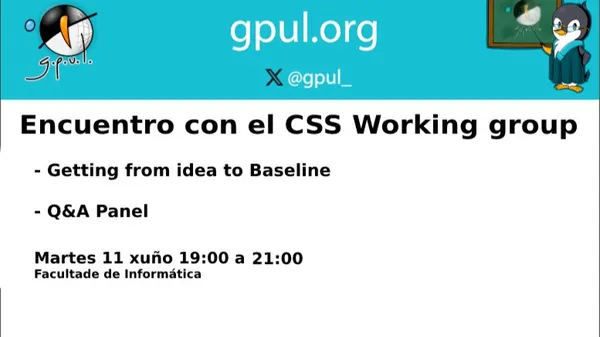 gpul.org
g.p.u.l.
X @gpul_
Encuentro con el CSS Working group
- Getting from idea to Baseline
- Q&A Panel
Martes 11 xuño 19:00 a 21:00
Facultade de Informática